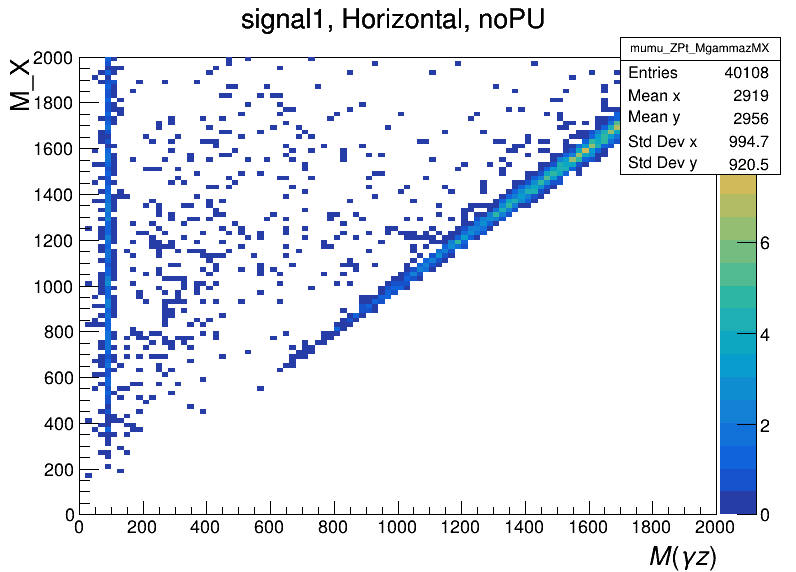 signal1, Horizontal, noPU
mumu_ZPt_MgammazMX
Entries 40108
Mean x 2919
Mean y 2956
Std Dev x 994.7
Std Dev y 920.5
M_X
2000
1800
1600
1400
1200
1000
800
600
400
200
0
0 200 400 600 800 1000 1200 1400 1600 1800 2000
M(γz)
6
4
2
0